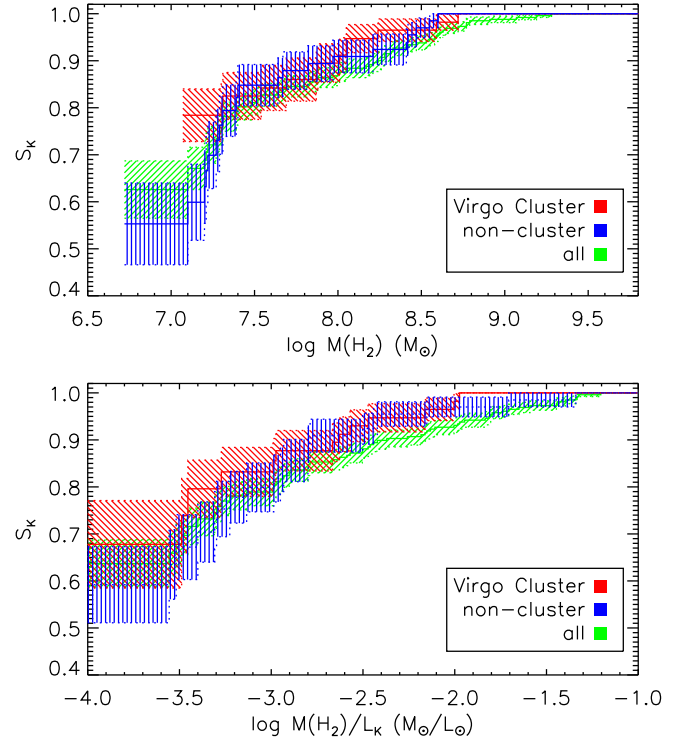 1.0
0.9
0.8
0.7
0.6
0.5
0.4
S_K
Virgo Cluster
non-cluster
all
6.5 7.0 7.5 8.0 8.5 9.0 9.5
log M(H₂) (M☉)
1.0
0.9
0.8
0.7
0.6
0.5
0.4
S_K
Virgo Cluster
non-cluster
all
−4.0 −3.5 −3.0 −2.5 −2.0 −1.5 −1.0
log M(H₂)/L_K (M☉/L☉)